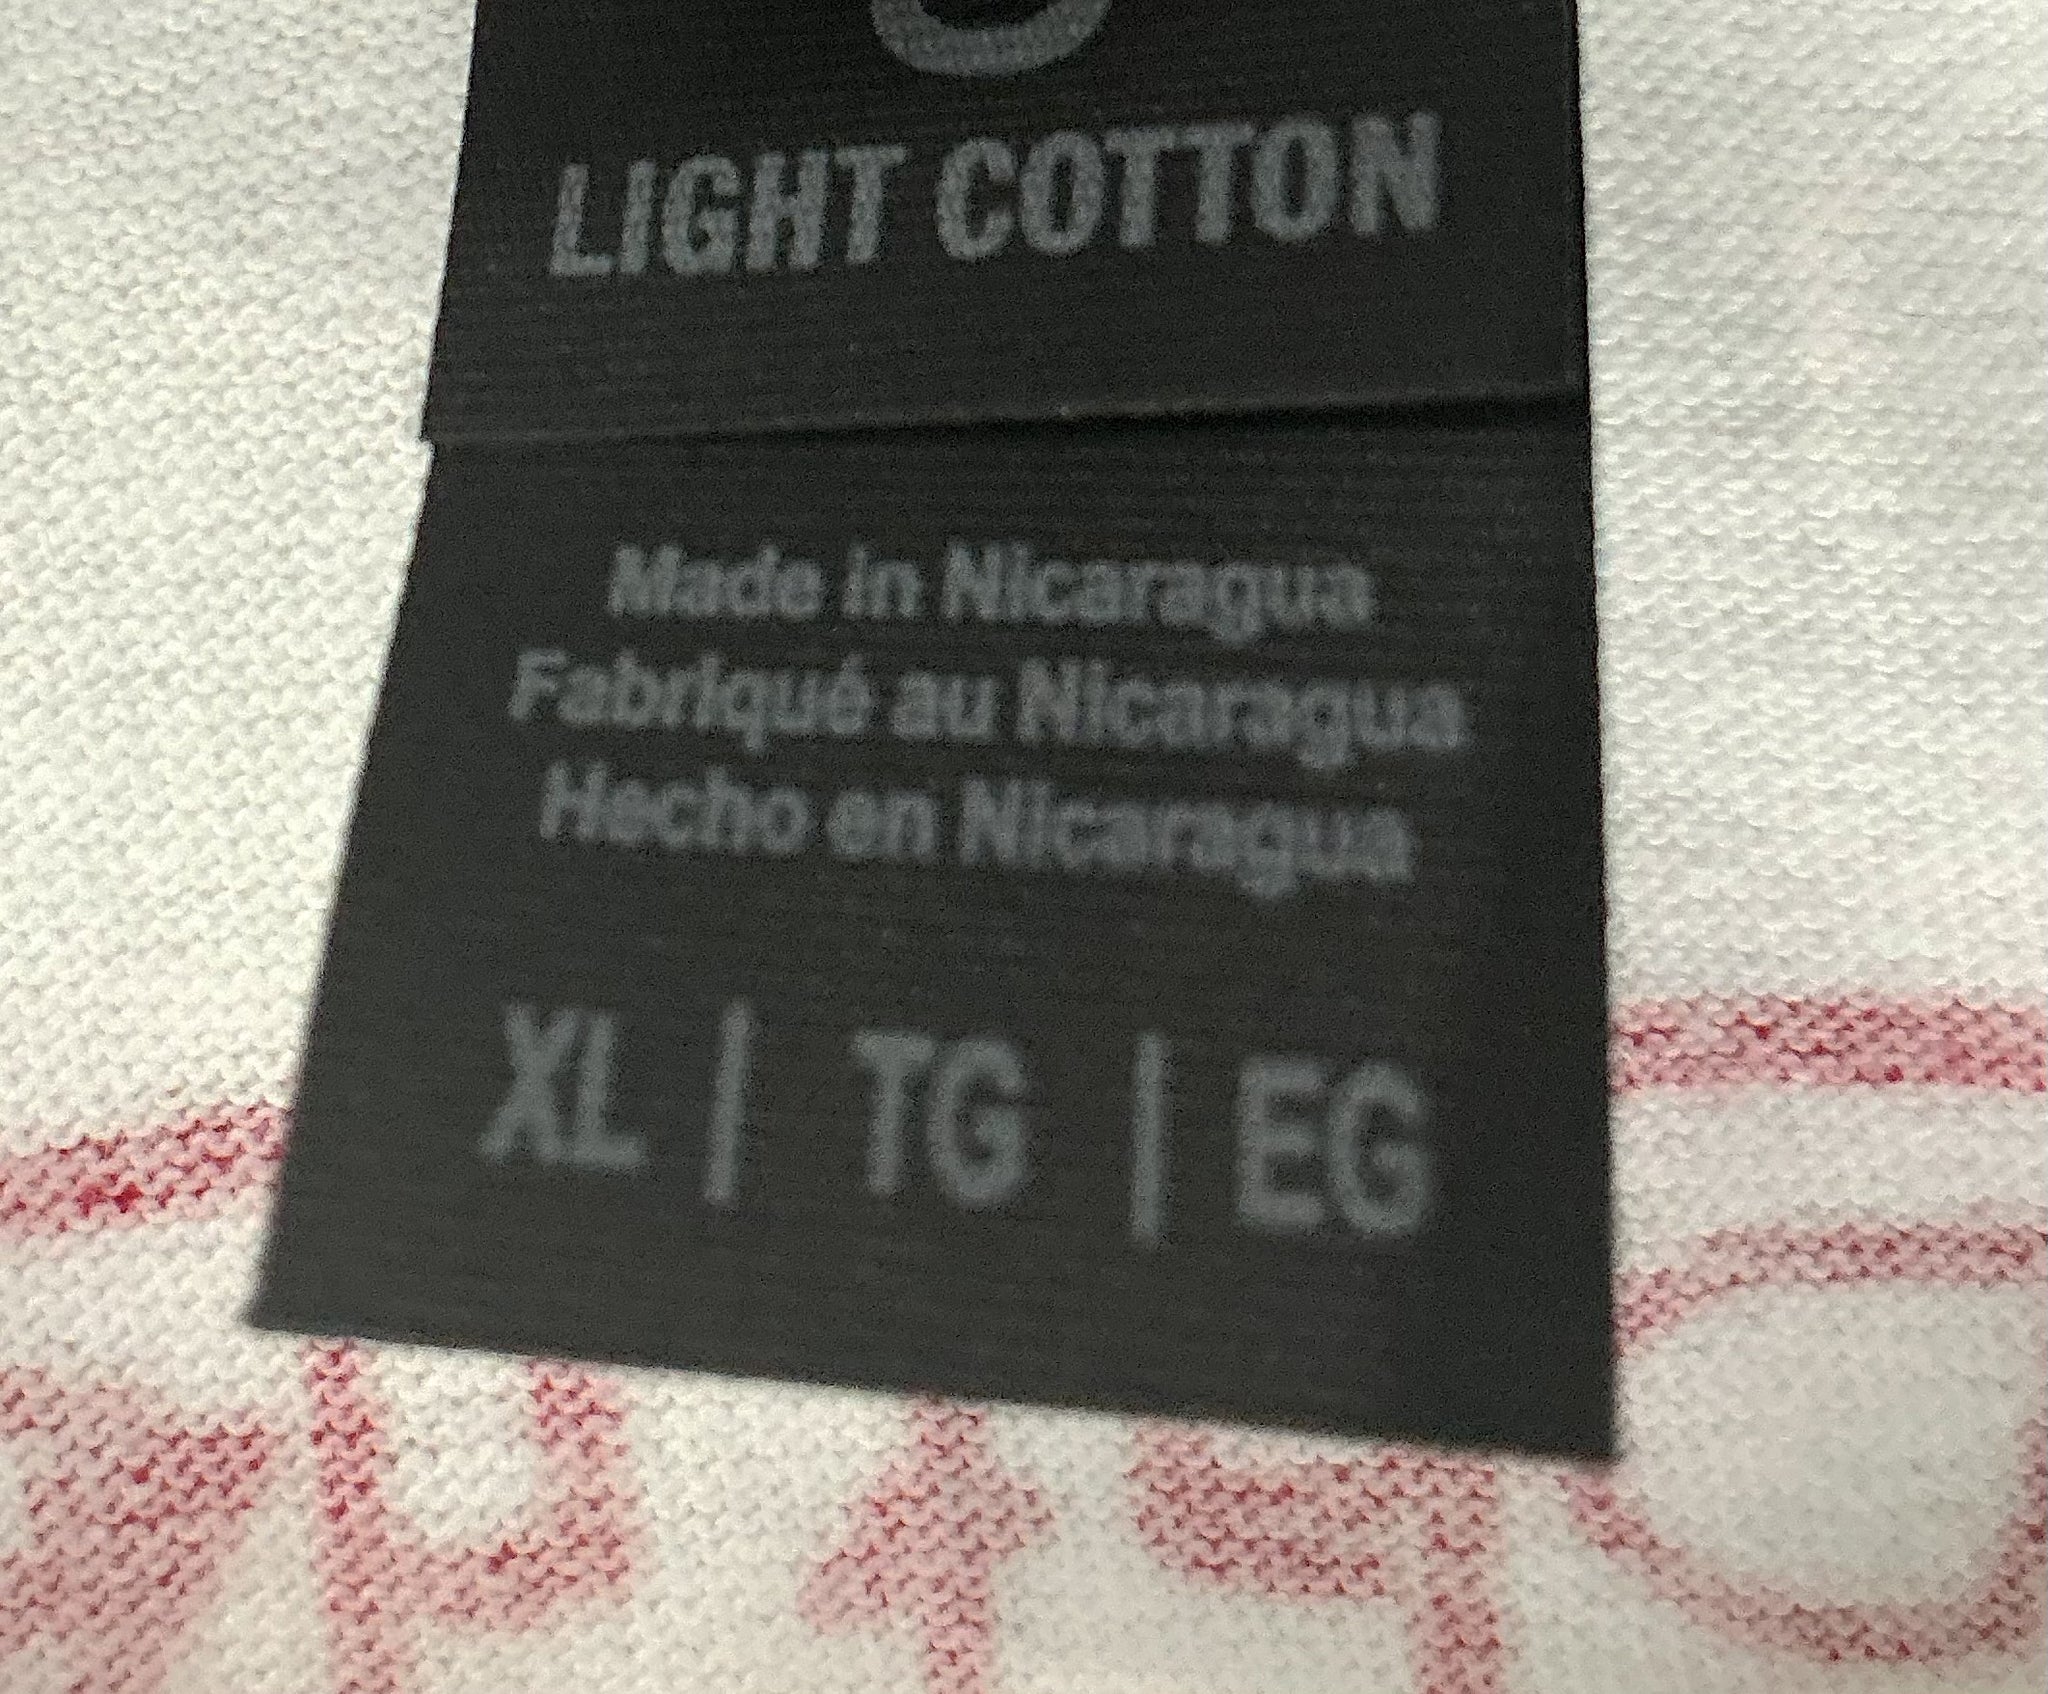 LIGHT COTTON
Made in Nicaragua
Fabriqué au Nicaragua
Hecho en Nicaragua
XL | TG | EG